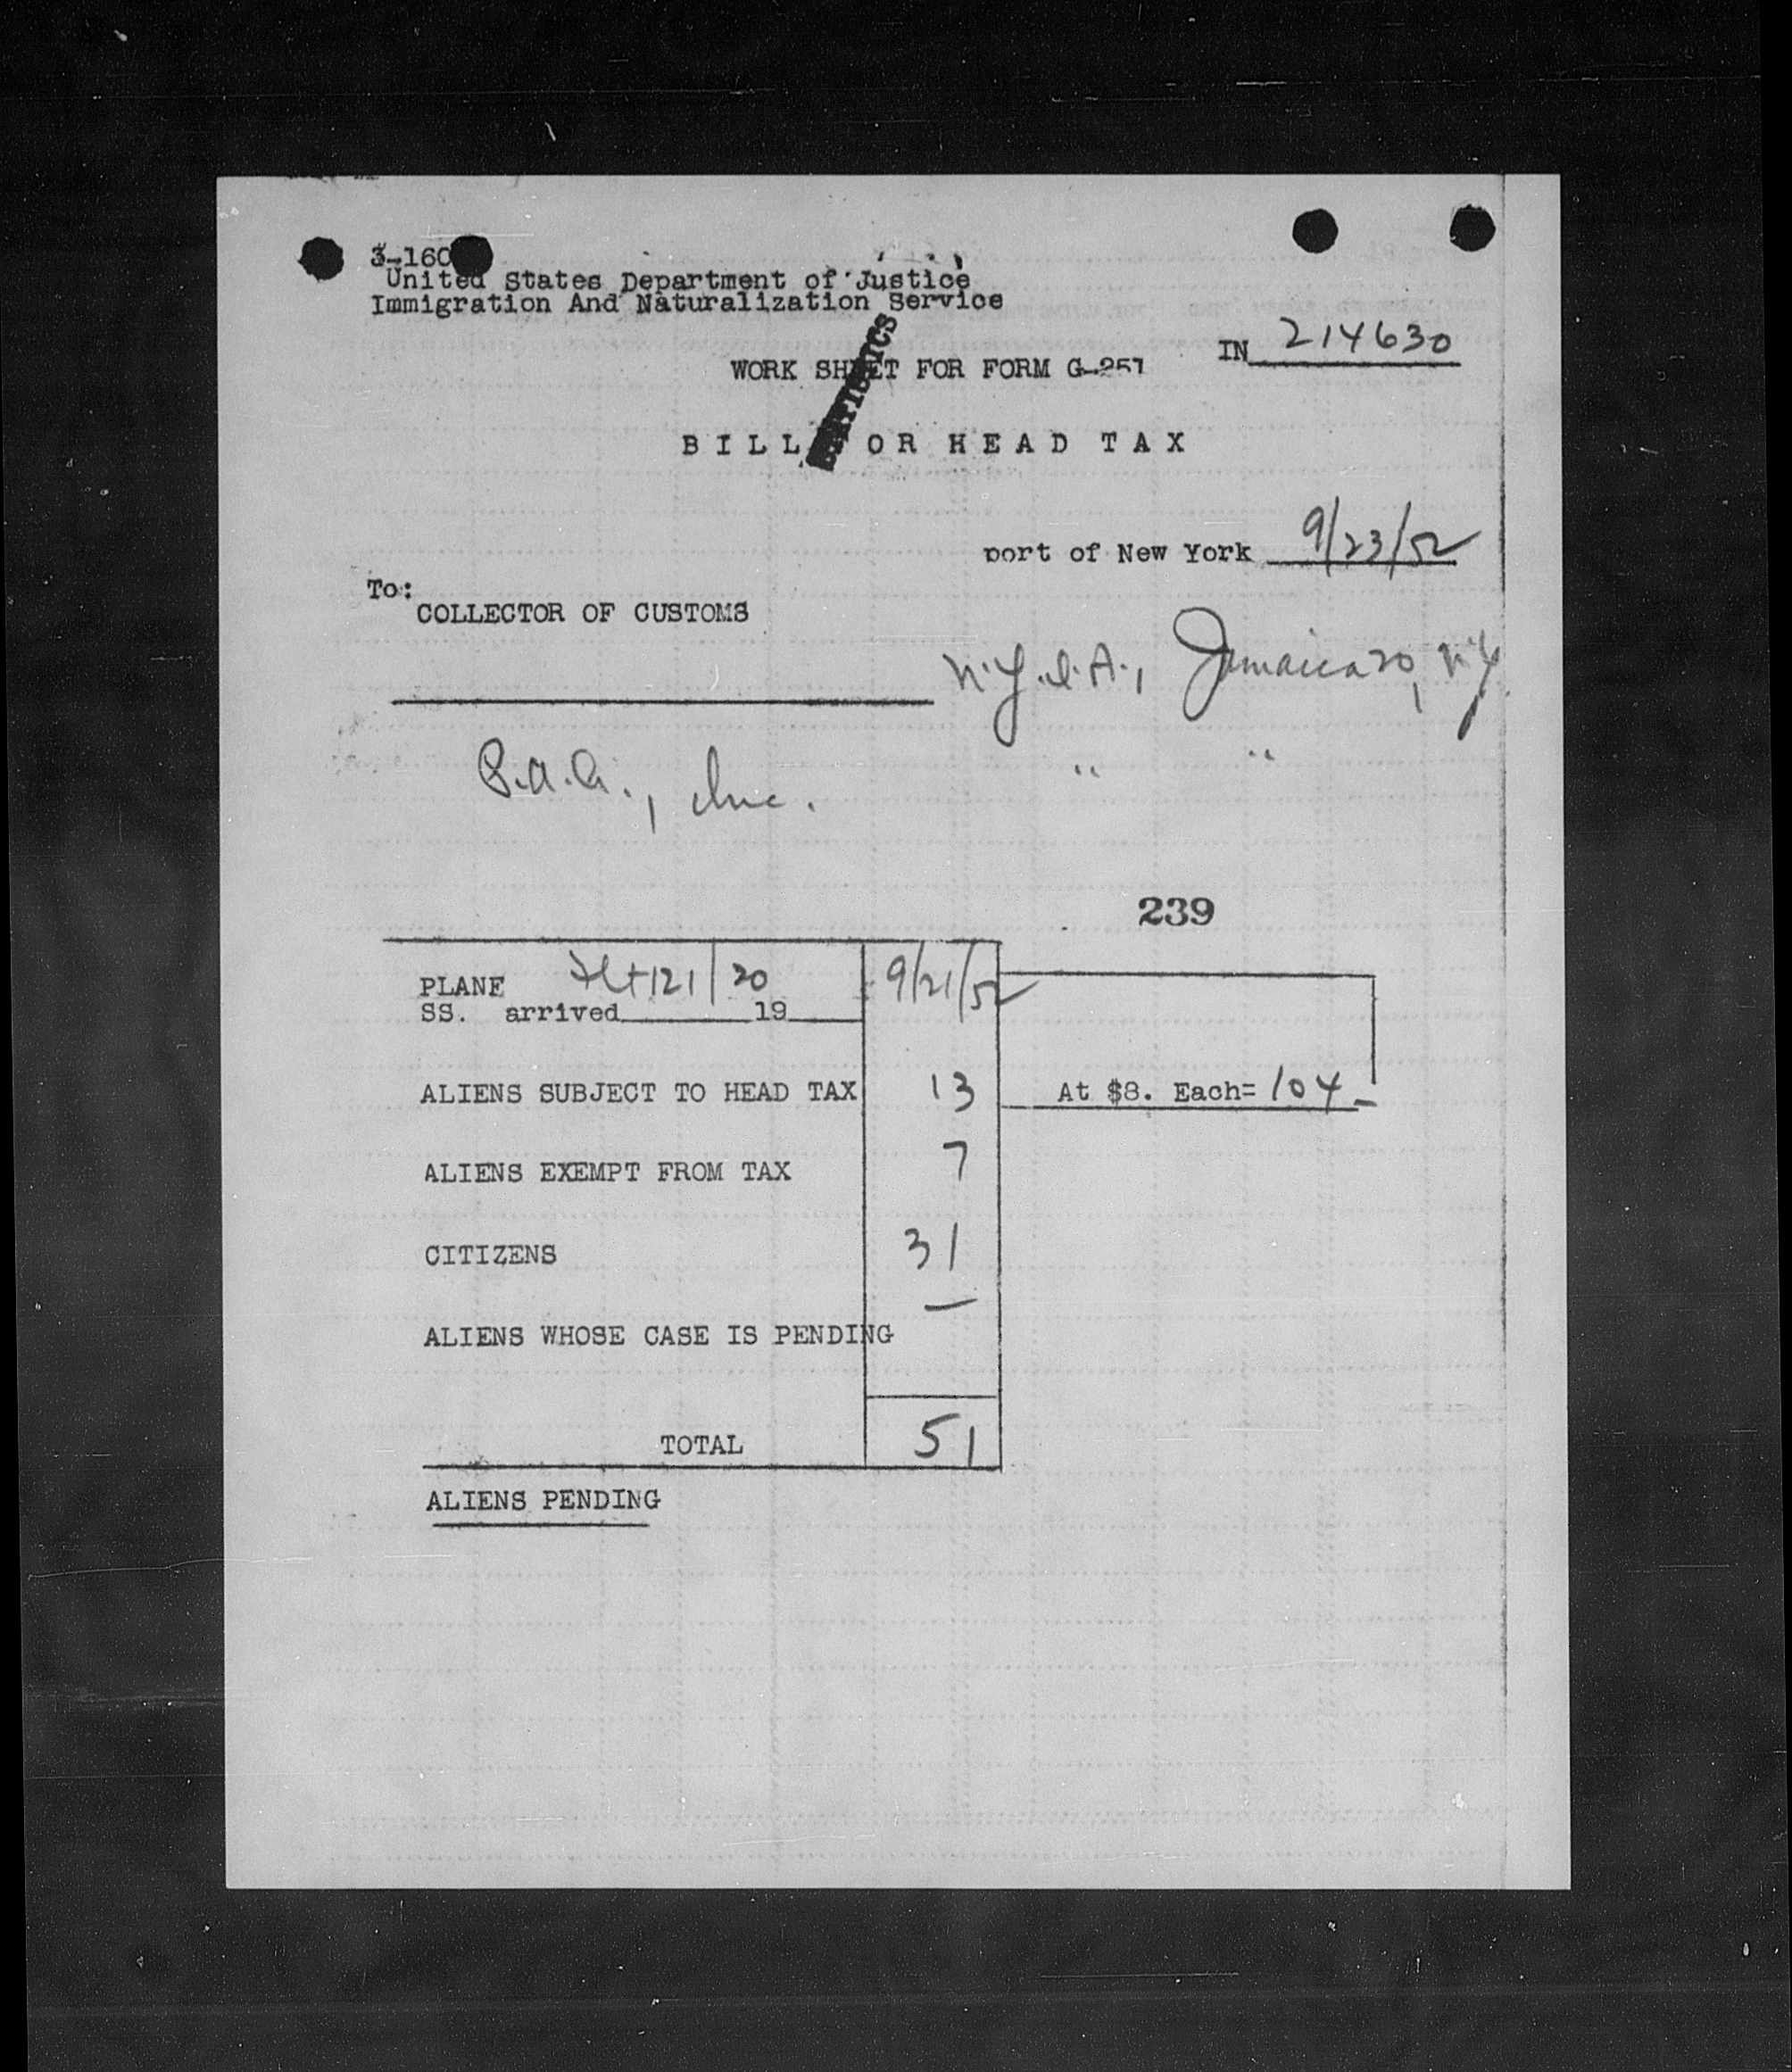 3-160
United States Department of Justice
Immigration And Naturalization Service
IN 214630
WORK SHEET FOR FORM G-251
STATISTICS
BILL FOR HEAD TAX
port of New York 9/23/52
To:
COLLECTOR OF CUSTOMS
N.Y.I.A., Jamaica 20, N.Y.
P.A.A., Inc. " "
239
PLANE Flt 121/20 9/21/52
SS. arrived 19
ALIENS SUBJECT TO HEAD TAX 13 At $8. Each= 104-
ALIENS EXEMPT FROM TAX 7
CITIZENS 31
ALIENS WHOSE CASE IS PENDING —
TOTAL 51
ALIENS PENDING